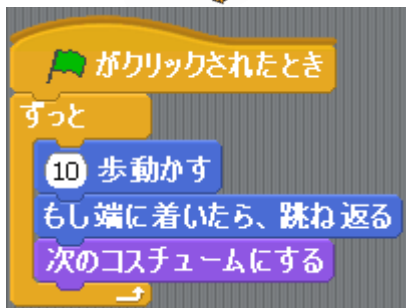 がクリックされたとき
ずっと
10 歩動かす
もし端に着いたら、跳ね返る
次のコスチュームにする